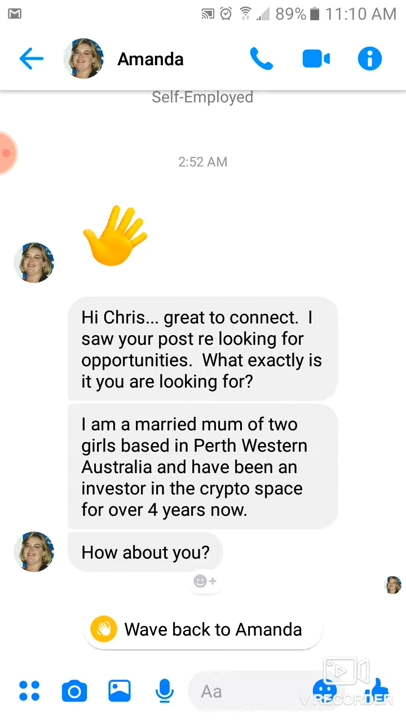 89% 11:10 AM
Amanda
Self-Employed
2:52 AM
Hi Chris... great to connect. I
saw your post re looking for
opportunities. What exactly is
it you are looking for?
I am a married mum of two
girls based in Perth Western
Australia and have been an
investor in the crypto space
for over 4 years now.
How about you?
Wave back to Amanda
Aa
V RECORDER